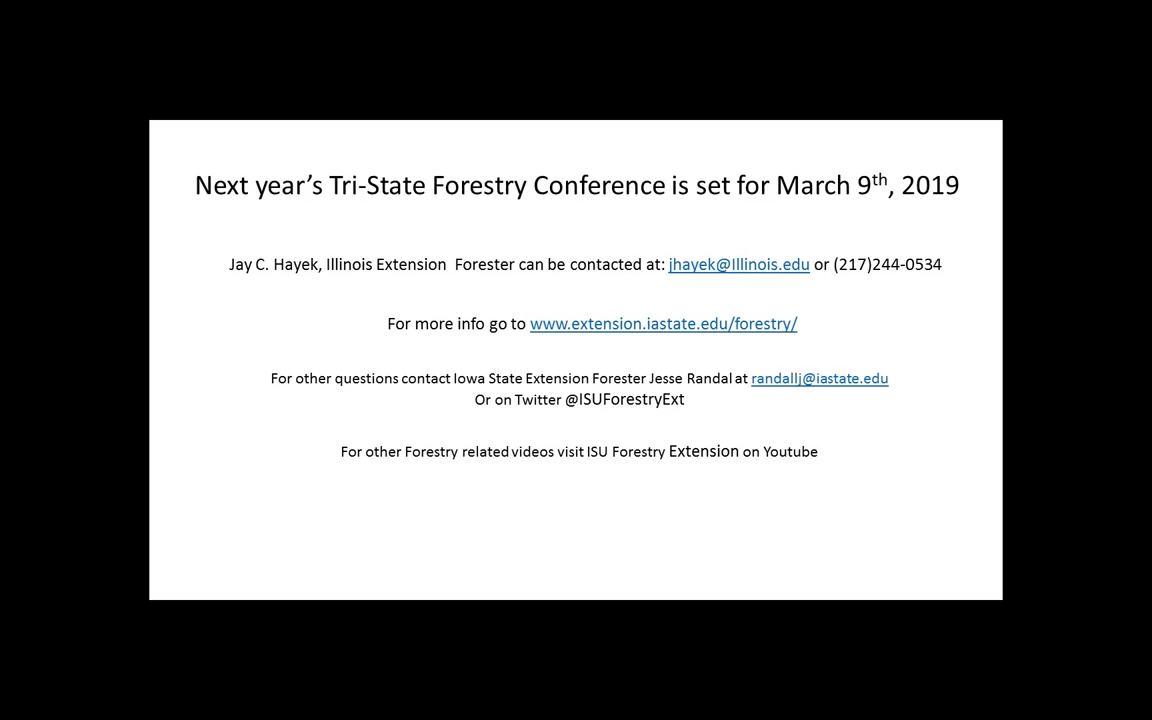 Next year’s Tri-State Forestry Conference is set for March 9th, 2019
Jay C. Hayek, Illinois Extension  Forester can be contacted at: jhayek@Illinois.edu or (217)244-0534
For more info go to www.extension.iastate.edu/forestry/
For other questions contact Iowa State Extension Forester Jesse Randal at randallj@iastate.edu
Or on Twitter @ISUForestryExt
For other Forestry related videos visit ISU Forestry Extension on Youtube